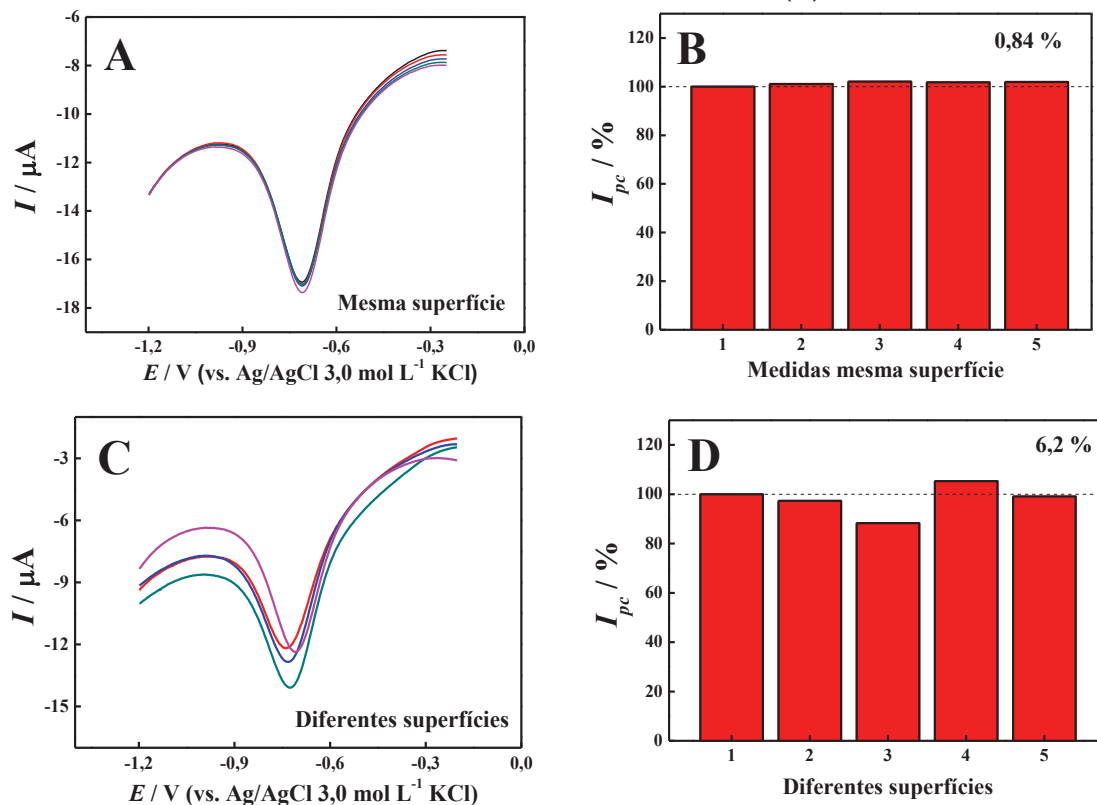 A
I / μA
-6
-8
-10
-12
-14
-16
-18
Mesma superfície
-1,2 -0,9 -0,6 -0,3 0,0
E / V (vs. Ag/AgCl 3,0 mol L⁻¹ KCl)
B
0,84 %
I pc / %
120
100
80
60
40
20
0
1 2 3 4 5
Medidas mesma superfície
C
I / μA
-3
-6
-9
-12
-15
Diferentes superfícies
-1,2 -0,9 -0,6 -0,3 0,0
E / V (vs. Ag/AgCl 3,0 mol L⁻¹ KCl)
D
6,2 %
I pc / %
120
100
80
60
40
20
0
1 2 3 4 5
Diferentes superfícies